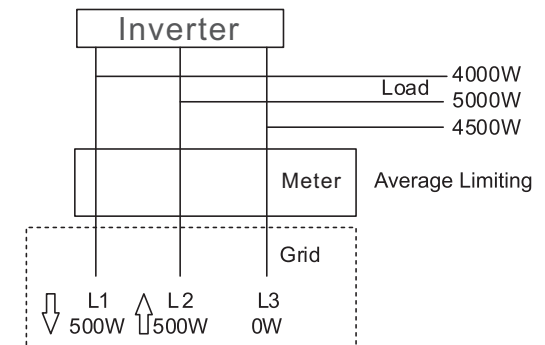 Inverter
4000W
Load
5000W
4500W
Meter
Average Limiting
Grid
L1 L2 L3
500W 500W 0W